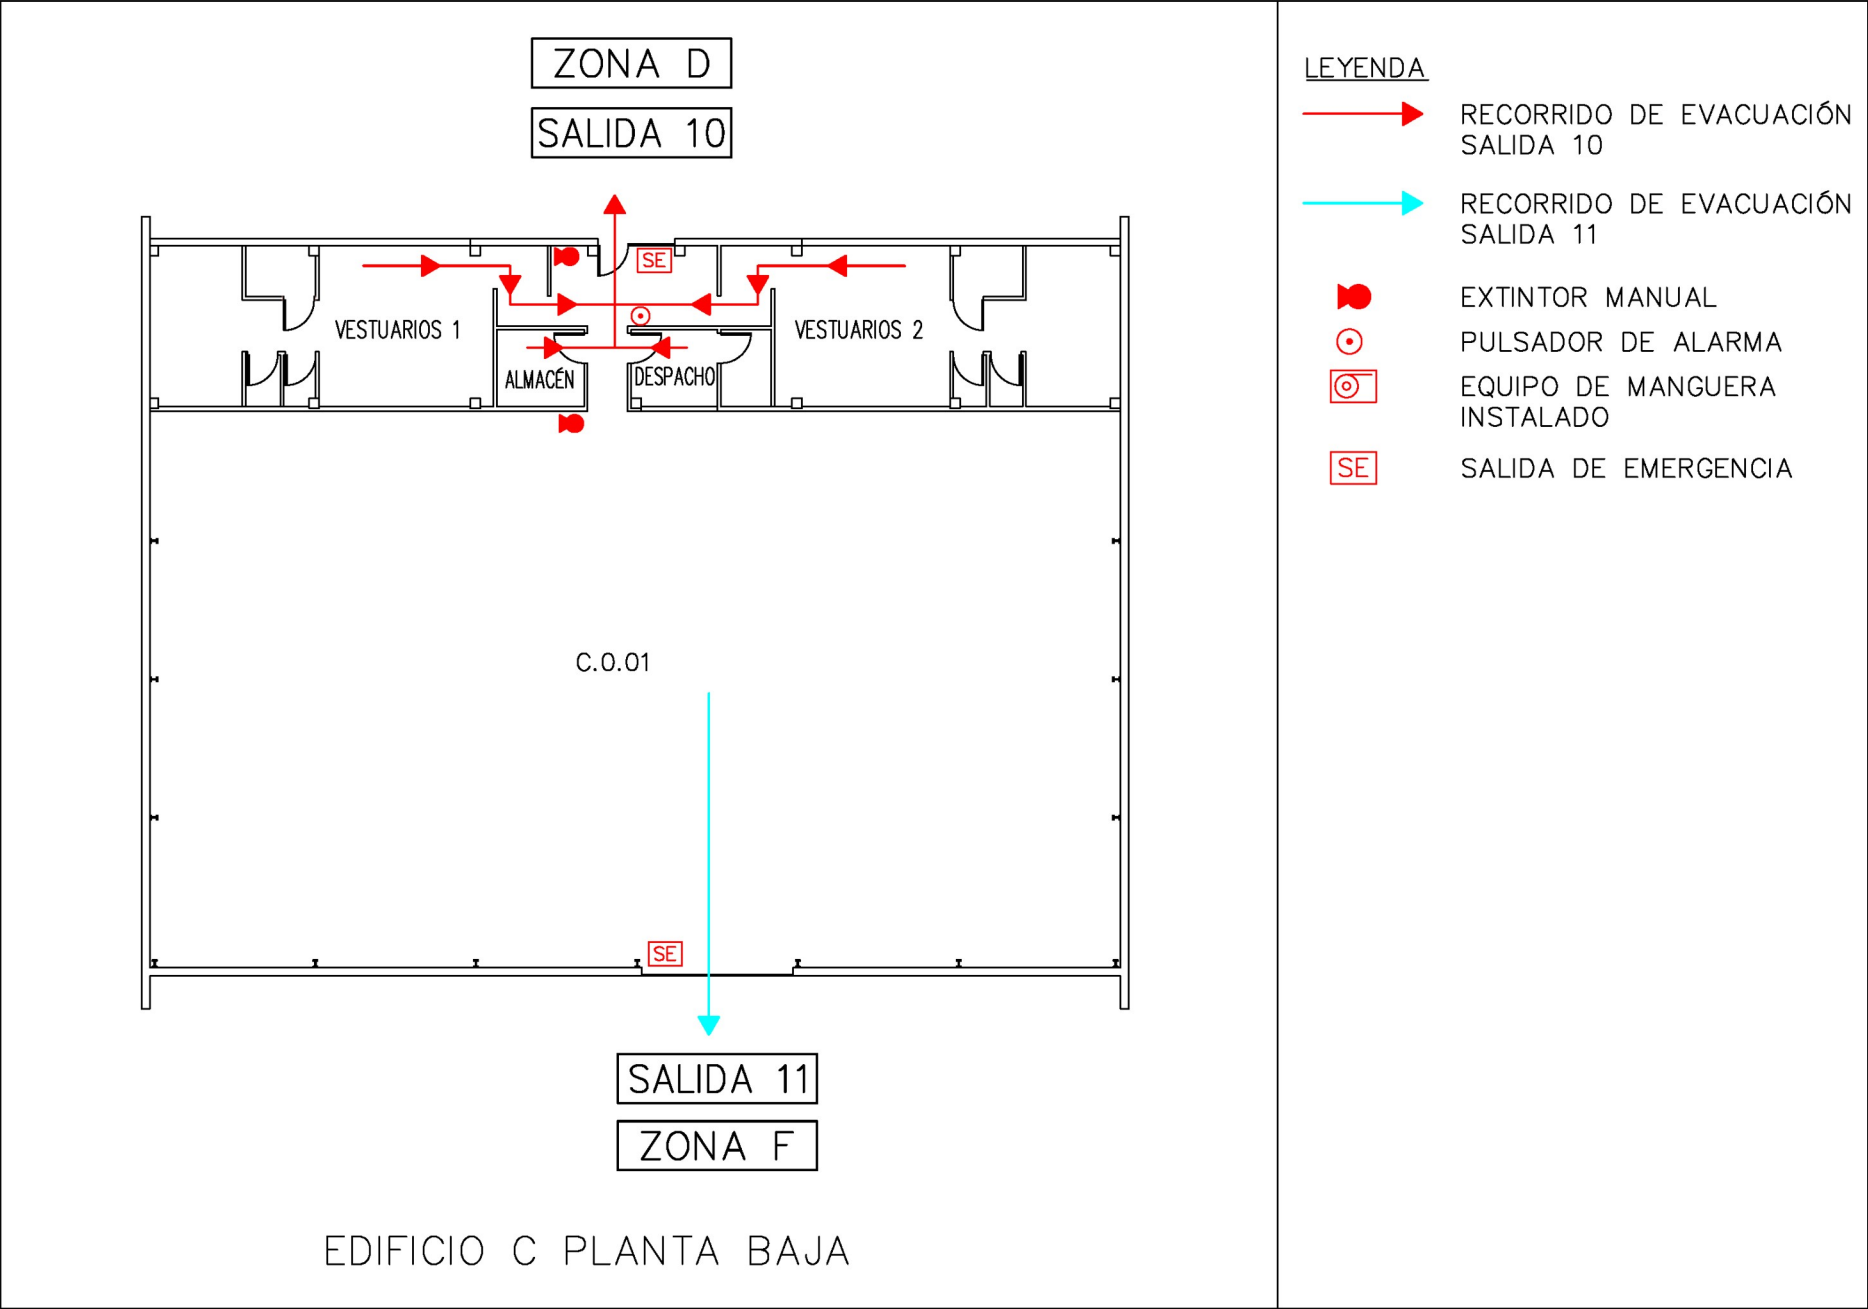 ZONA D
SALIDA 10
SE
VESTUARIOS 1
VESTUARIOS 2
ALMACÉN
DESPACHO
C.0.01
SE
SALIDA 11
ZONA F
EDIFICIO C PLANTA BAJA
LEYENDA
RECORRIDO DE EVACUACIÓN
SALIDA 10
RECORRIDO DE EVACUACIÓN
SALIDA 11
EXTINTOR MANUAL
PULSADOR DE ALARMA
EQUIPO DE MANGUERA
INSTALADO
SE
SALIDA DE EMERGENCIA